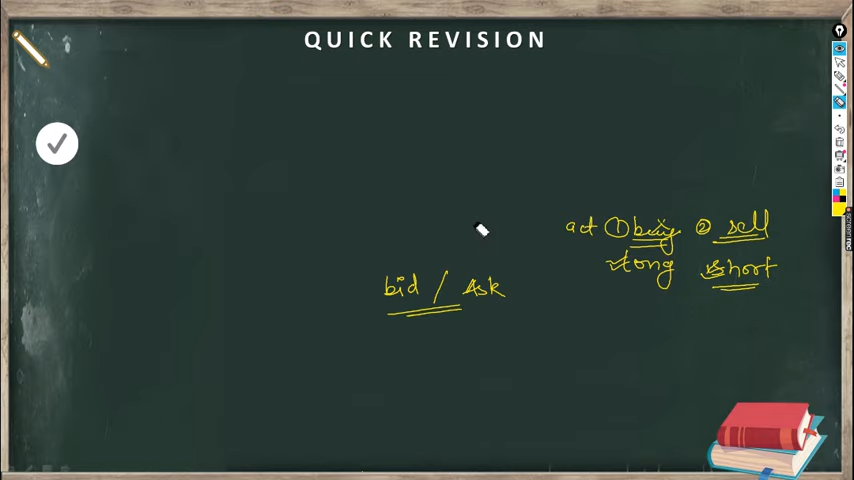 QUICK REVISION
act ① buy ② sell
long short
bid / Ask